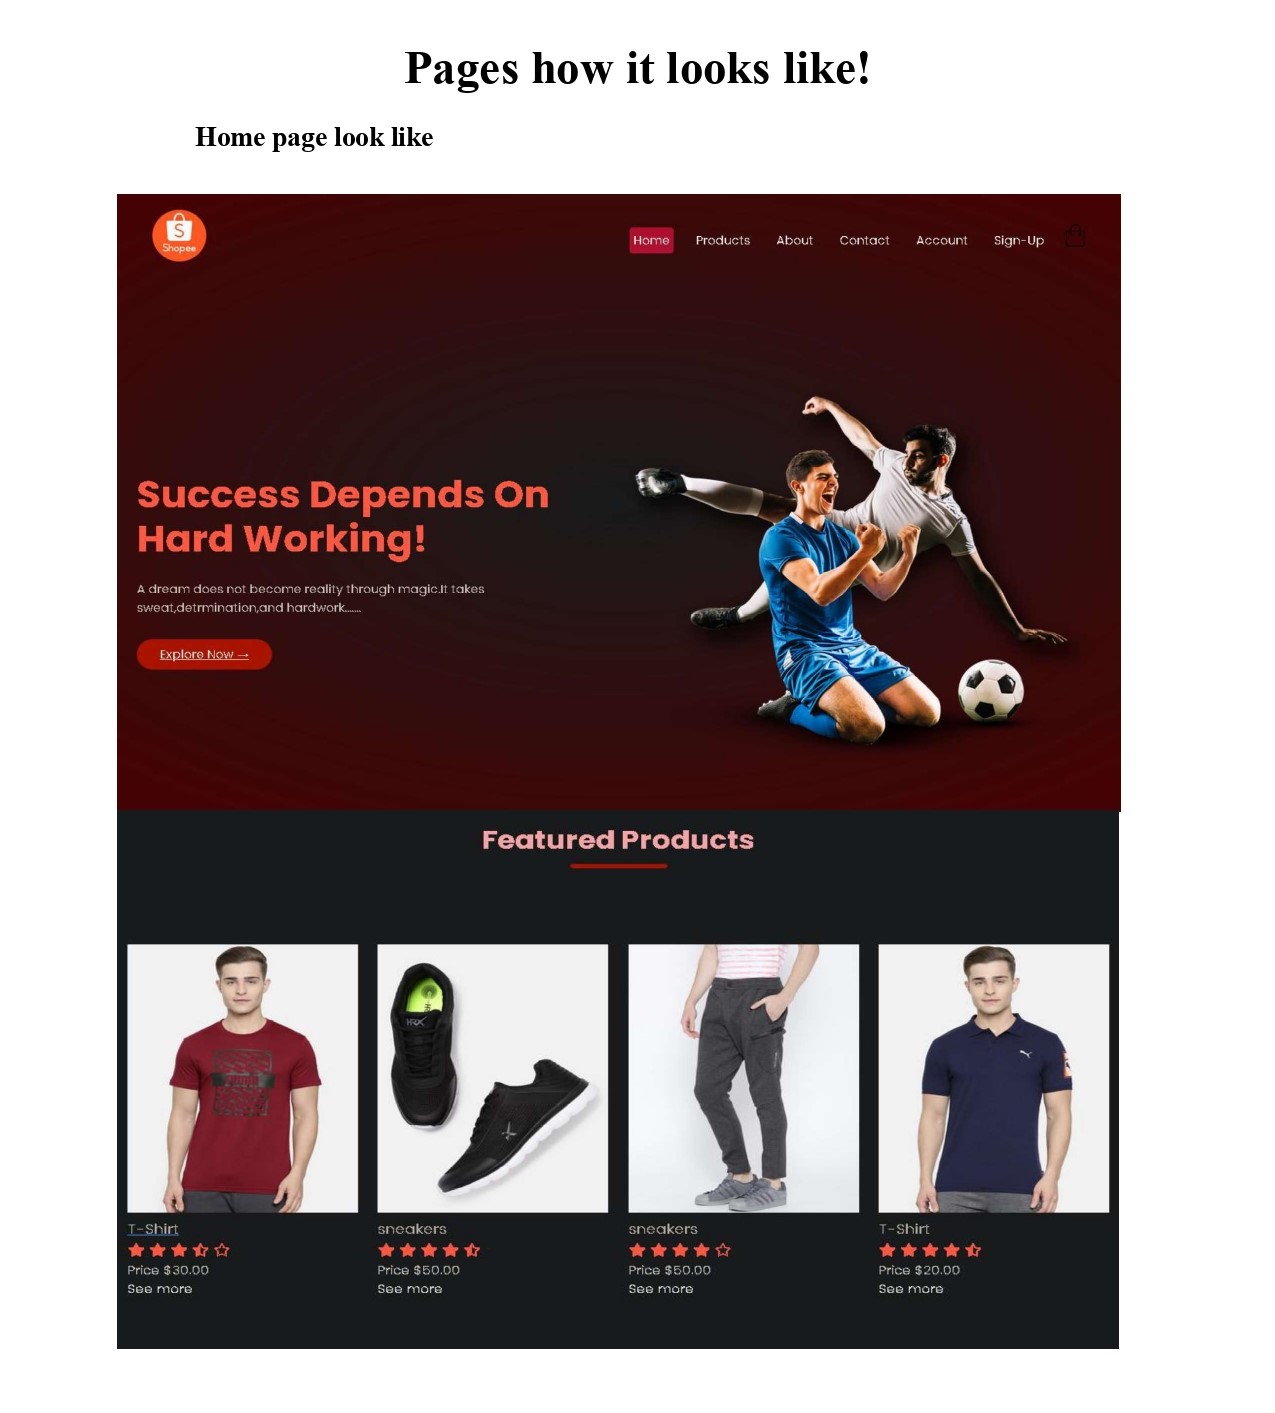 Pages how it looks like!
Home page look like
S
Shopee
Home Products About Contact Account Sign-Up
Success Depends On
Hard Working!
A dream does not become reality through magic.It takes
sweat,detrmination,and hardwork.......
Explore Now →
Featured Products
HRX
T-Shirt sneakers sneakers T-Shirt
Price $30.00 Price $50.00 Price $50.00 Price $20.00
See more See more See more See more